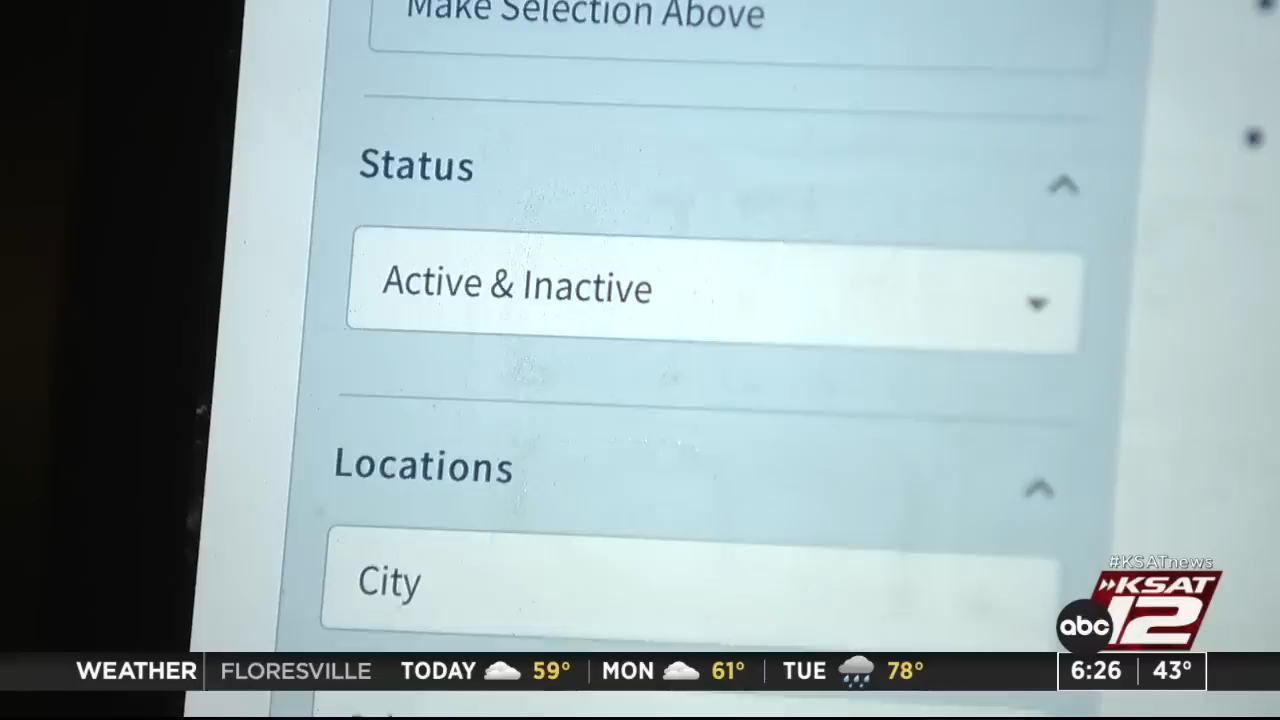 Make Selection Above
Status
Active & Inactive
Locations
City
#KSATnews
KSAT
abc 12
WEATHER FLORESVILLE TODAY 59° MON 61° TUE 78° 6:26 43°